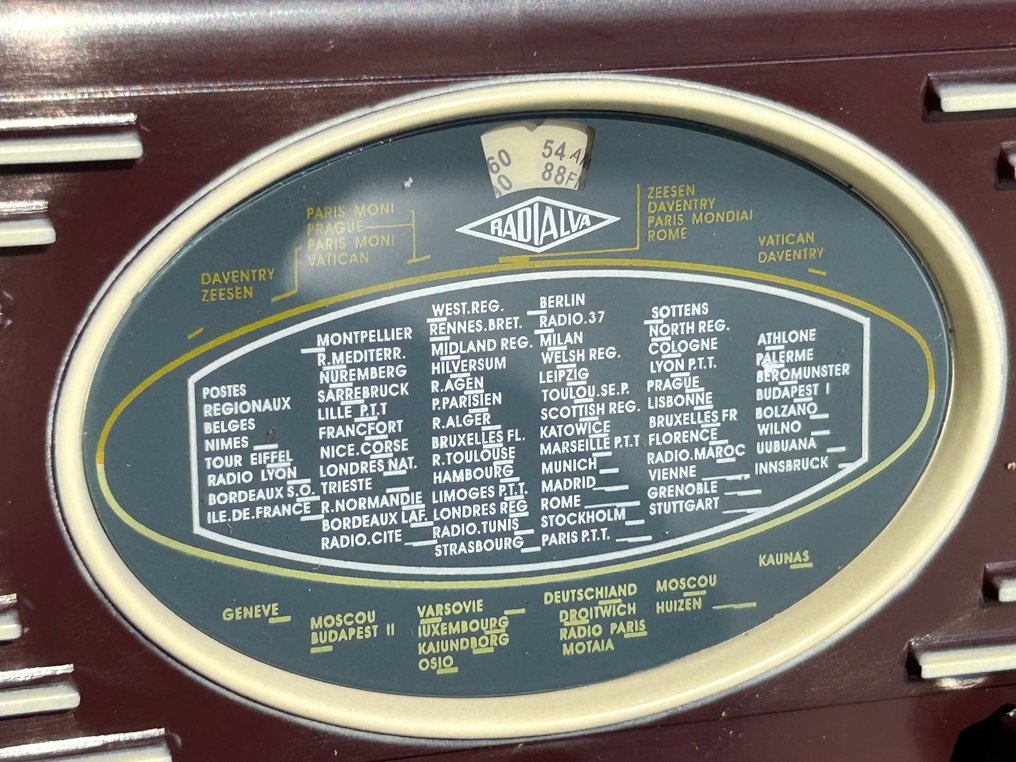 60 54
88F
RADIALVA
PARIS MONI
PRAGUE
PARIS MONI
VATICAN
DAVENTRY
ZEESEN
ZEESEN
DAVENTRY
PARIS MONDIAI
ROME
VATICAN
DAVENTRY
POSTES
REGIONAUX
BELGES
NIMES
TOUR EIFFEL
RADIO LYON
BORDEAUX S.O.
ILE.DE.FRANCE
MONTPELLIER
R.MEDITERR.
NUREMBERG
SARREBRUCK
LILLE P.T.T
FRANCFORT
NICE.CORSE
LONDRES NAT.
TRIESTE
R.NORMANDIE
BORDEAUX LAF.
RADIO.CITE
WEST.REG.
RENNES.BRET.
MIDLAND REG.
HILVERSUM
R.AGEN
P.PARISIEN
R.ALGER
BRUXELLES FL.
R.TOULOUSE
HAMBOURG
LIMOGES P.T.T.
LONDRES REG
RADIO.TUNIS
STRASBOURG
BERLIN
RADIO.37
MILAN
WELSH REG.
LEIPZIG
TOULOU.SE.P.
SCOTTISH REG.
KATOWICE
MARSEILLE P.T.T
MUNICH
MADRID
ROME
STOCKHOLM
PARIS P.T.T.
SOTTENS
NORTH REG.
COLOGNE
LYON P.T.T.
PRAGUE
LISBONNE
BRUXELLES FR
FLORENCE
RADIO.MAROC
VIENNE
GRENOBLE
STUTTGART
ATHLONE
PALERME
BEROMUNSTER
BUDAPEST I
BOLZANO
WILNO
UUBUANA
INNSBRUCK
GENEVE
MOSCOU
BUDAPEST II
VARSOVIE
IUXEMBOURG
KAIUNDBORG
OSIO
DEUTSCHIAND
DROITWICH
RADIO PARIS
MOTAIA
MOSCOU
HUIZEN
KAUNAS